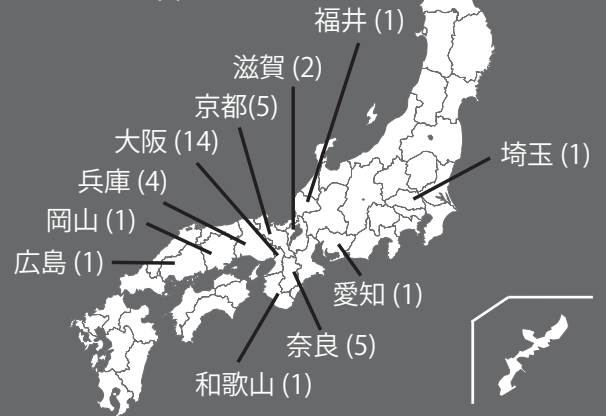 福井 (1)
滋賀 (2)
京都(5)
大阪 (14)
兵庫 (4)
岡山 (1)
広島 (1)
埼玉 (1)
愛知 (1)
奈良 (5)
和歌山 (1)